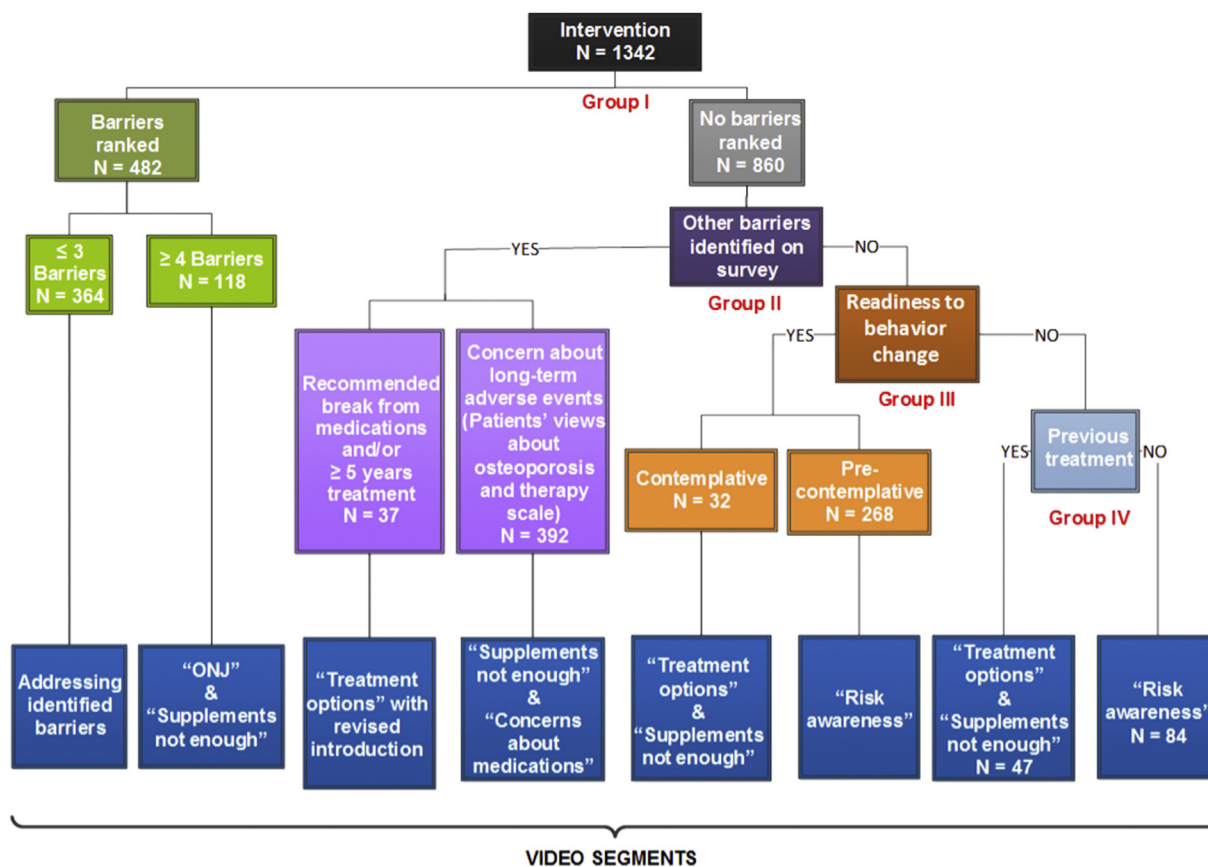 Intervention
N = 1342
Group I
Barriers
ranked
N = 482
No barriers
ranked
N = 860
≤ 3
Barriers
N = 364
≥ 4 Barriers
N = 118
YES
Other barriers
identified on
survey
NO
Group II
Recommended
break from
medications
and/or
≥ 5 years
treatment
N = 37
Concern about
long-term
adverse events
(Patients’ views
about
osteoporosis
and therapy
scale)
N = 392
YES
Readiness to
behavior
change
NO
Group III
Contemplative
N = 32
Pre-
contemplative
N = 268
YES
Previous
treatment
NO
Group IV
Addressing
identified
barriers
“ONJ”
&
“Supplements
not enough”
“Treatment
options” with
revised
introduction
“Supplements
not enough”
&
“Concerns
about
medications”
“Treatment
options”
&
“Supplements
not enough”
“Risk
awareness”
“Treatment
options”
&
“Supplements
not enough”
N = 47
“Risk
awareness”
N = 84
VIDEO SEGMENTS